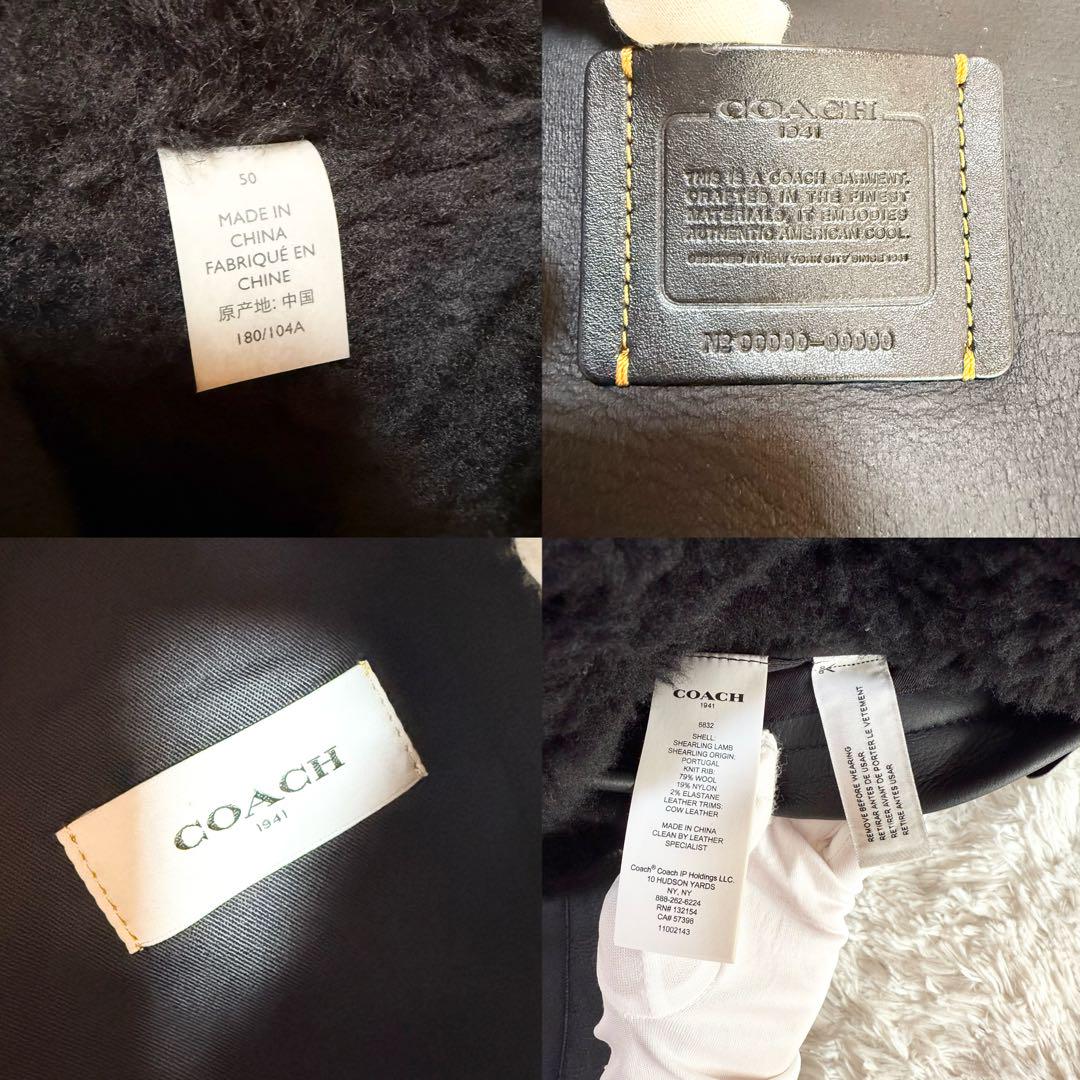 50
MADE IN
CHINA
FABRIQUÉ EN
CHINE
原产地: 中国
180/104A
COACH
1941
THIS IS A COACH GARMENT.
CRAFTED IN THE FINEST
MATERIALS, IT EMBODIES
AUTHENTIC AMERICAN COOL.
DESIGNED IN NEW YORK CITY SINCE 1941
Nº 00000-00000
COACH
1941
COACH
1941
6832
SHELL:
SHEARLING LAMB
SHEARLING ORIGIN:
PORTUGAL
KNIT RIB:
79% WOOL
19% NYLON
2% ELASTANE
LEATHER TRIMS:
COW LEATHER
MADE IN CHINA
CLEAN BY LEATHER
SPECIALIST
Coach® Coach IP Holdings LLC.
10 HUDSON YARDS
NY, NY
888-262-6224
RN# 132154
CA# 57398
11002143
REMOVE BEFORE WEARING
RETIRAR ANTES DE USAR
RETIRER AVANT DE PORTER LE VETEMENT
RETIRE ANTES USAR